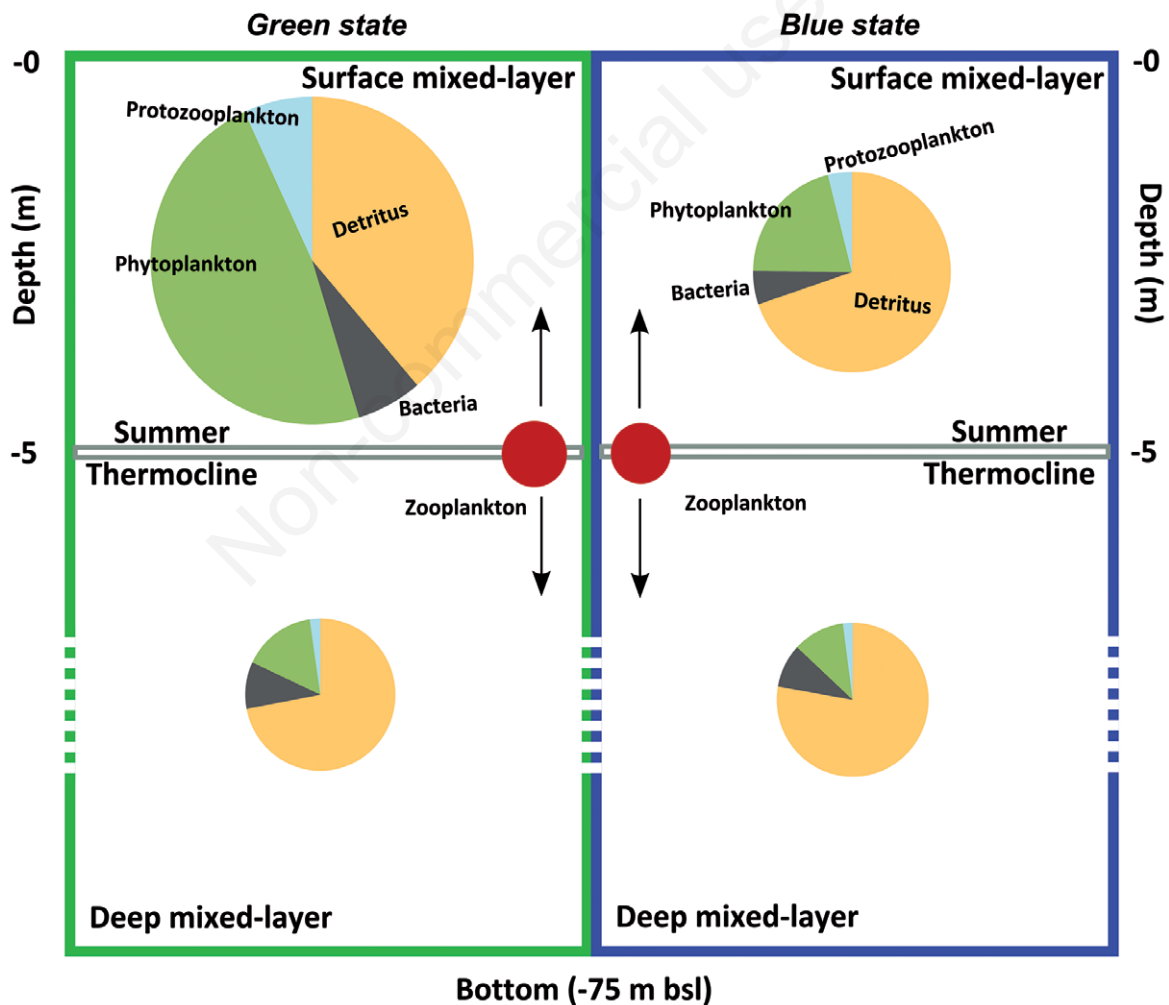 Green state
Blue state
-0
-0
Surface mixed-layer
Surface mixed-layer
Protozooplankton
Protozooplankton
Detritus
Phytoplankton
Phytoplankton
Depth (m)
Depth (m)
Bacteria
Detritus
Bacteria
Summer
Summer
-5
-5
Thermocline
Thermocline
Zooplankton
Zooplankton
Deep mixed-layer
Deep mixed-layer
Bottom (-75 m bsl)
Non-commercial use